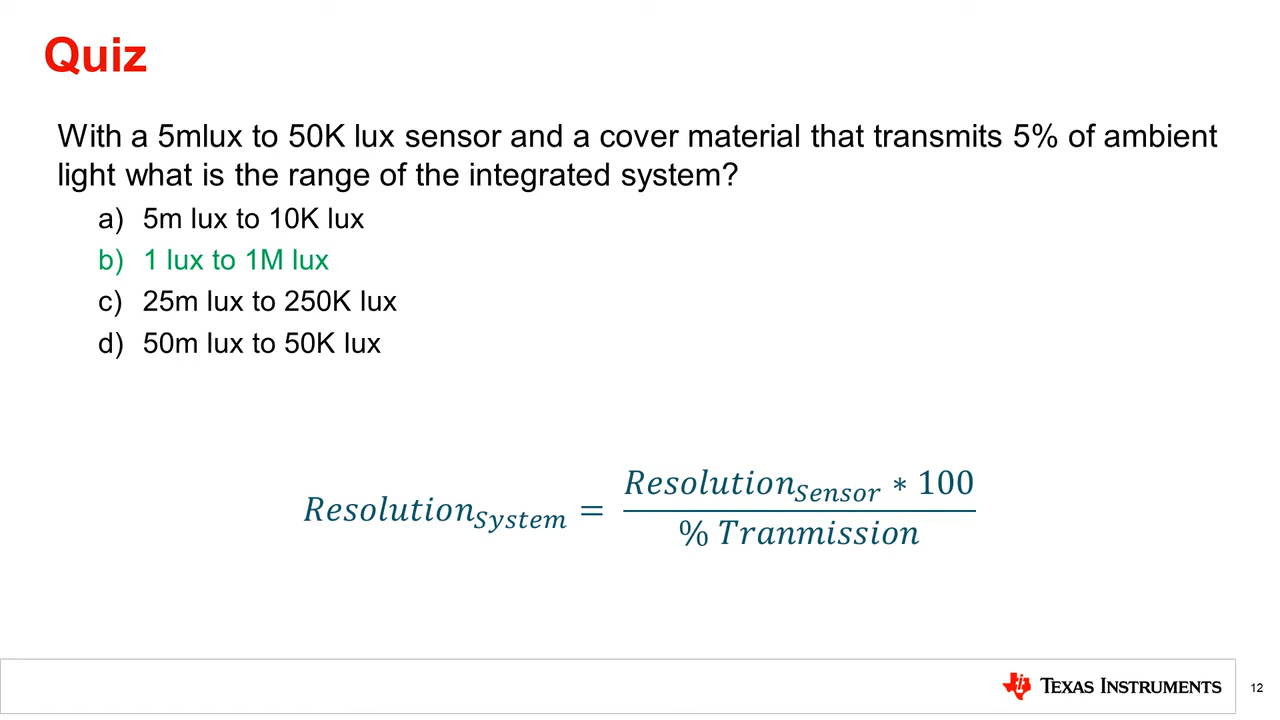 Quiz
With a 5mlux to 50K lux sensor and a cover material that transmits 5% of ambient
light what is the range of the integrated system?
a) 5m lux to 10K lux
b) 1 lux to 1M lux
c) 25m lux to 250K lux
d) 50m lux to 50K lux
Resolution_System = Resolution_Sensor * 100 / % Tranmission
TEXAS INSTRUMENTS
12